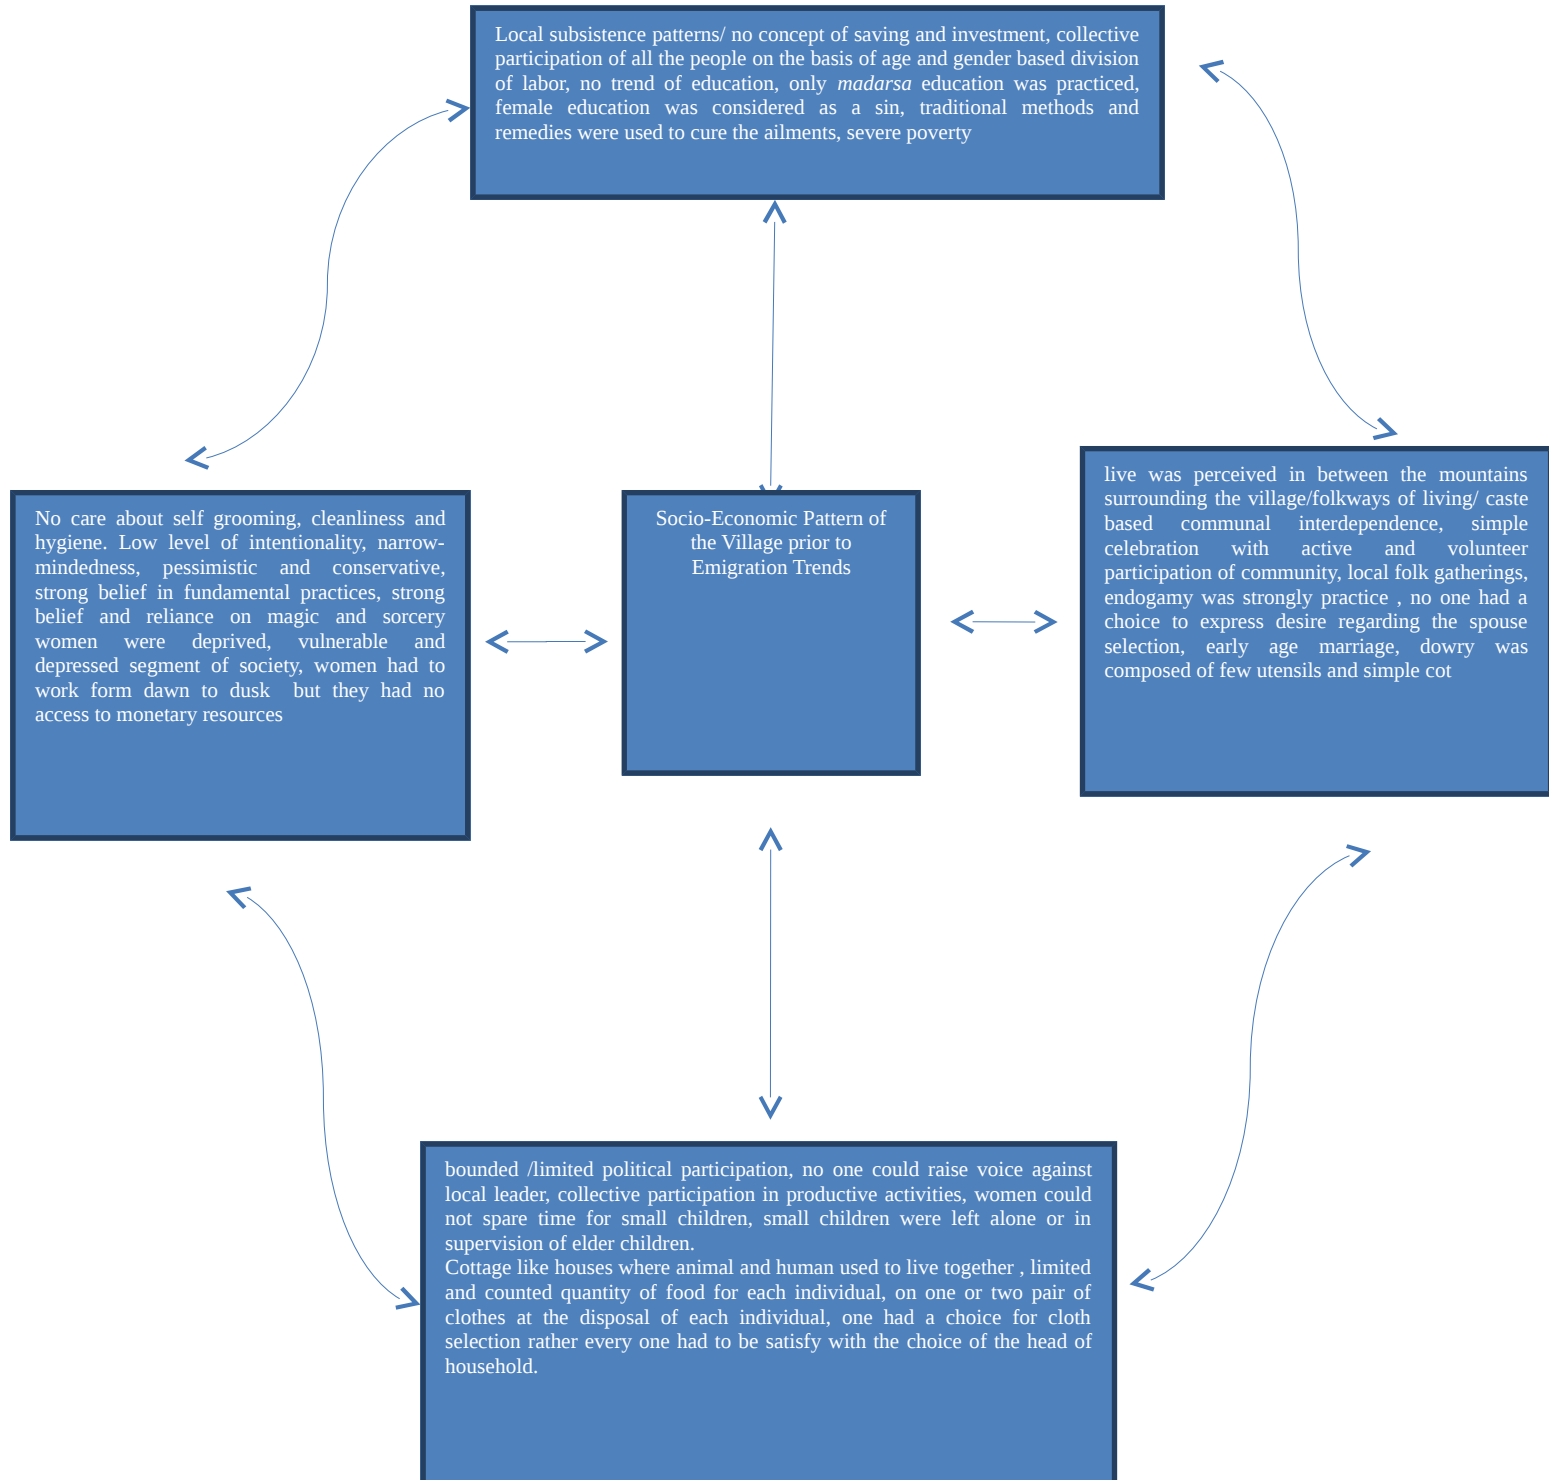 Local subsistence patterns/ no concept of saving and investment, collective
participation of all the people on the basis of age and gender based division
of labor, no trend of education, only madarsa education was practiced,
female education was considered as a sin, traditional methods and
remedies were used to cure the ailments, severe poverty
No care about self grooming, cleanliness and
hygiene. Low level of intentionality, narrow-
mindedness, pessimistic and conservative,
strong belief in fundamental practices, strong
belief and reliance on magic and sorcery
women were deprived, vulnerable and
depressed segment of society, women had to
work form dawn to dusk but they had no
access to monetary resources
Socio-Economic Pattern of
the Village prior to
Emigration Trends
live was perceived in between the mountains
surrounding the village/folkways of living/ caste
based communal interdependence, simple
celebration with active and volunteer
participation of community, local folk gatherings,
endogamy was strongly practice , no one had a
choice to express desire regarding the spouse
selection, early age marriage, dowry was
composed of few utensils and simple cot
bounded /limited political participation, no one could raise voice against
local leader, collective participation in productive activities, women could
not spare time for small children, small children were left alone or in
supervision of elder children.
Cottage like houses where animal and human used to live together , limited
and counted quantity of food for each individual, on one or two pair of
clothes at the disposal of each individual, one had a choice for cloth
selection rather every one had to be satisfy with the choice of the head of
household.